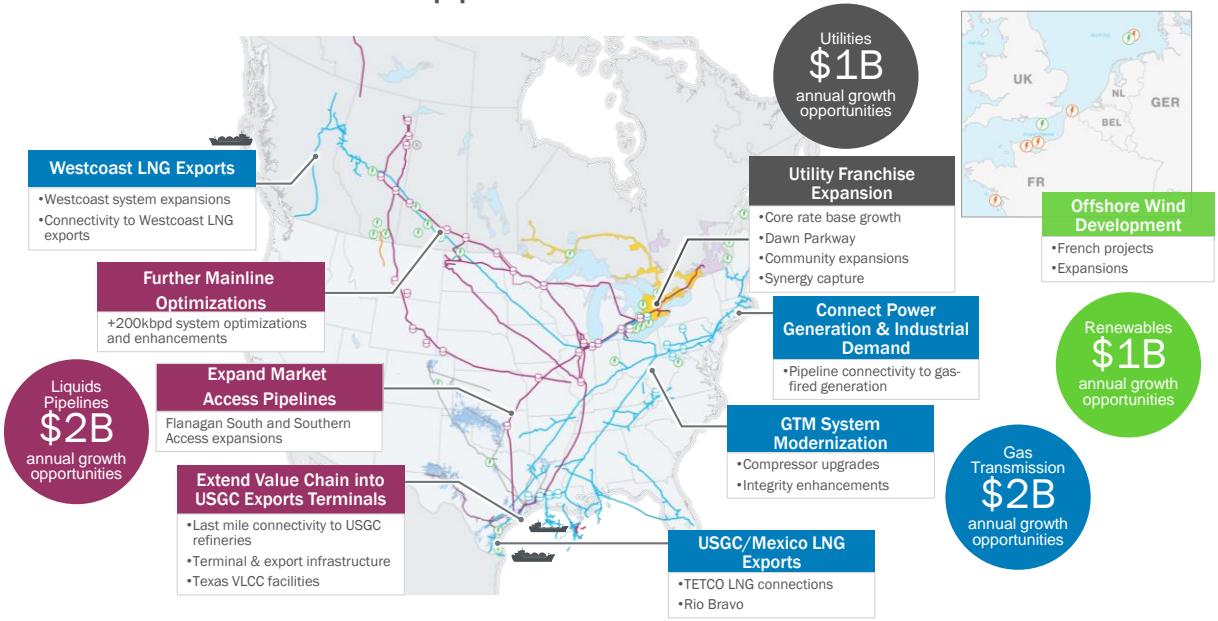 Utilities
$1B
annual growth
opportunities
UK
NL
GER
BEL
FR
Westcoast LNG Exports
•Westcoast system expansions
•Connectivity to Westcoast LNG
exports
Utility Franchise
Expansion
•Core rate base growth
•Dawn Parkway
•Community expansions
•Synergy capture
Offshore Wind
Development
•French projects
•Expansions
Further Mainline
Optimizations
+200kbpd system optimizations
and enhancements
Connect Power
Generation & Industrial
Demand
•Pipeline connectivity to gas-
fired generation
Renewables
$1B
annual growth
opportunities
Liquids
Pipelines
$2B
annual growth
opportunities
Expand Market
Access Pipelines
Flanagan South and Southern
Access expansions
GTM System
Modernization
•Compressor upgrades
•Integrity enhancements
Gas
Transmission
$2B
annual growth
opportunities
Extend Value Chain into
USGC Exports Terminals
•Last mile connectivity to USGC
refineries
•Terminal & export infrastructure
•Texas VLCC facilities
USGC/Mexico LNG
Exports
•TETCO LNG connections
•Rio Bravo